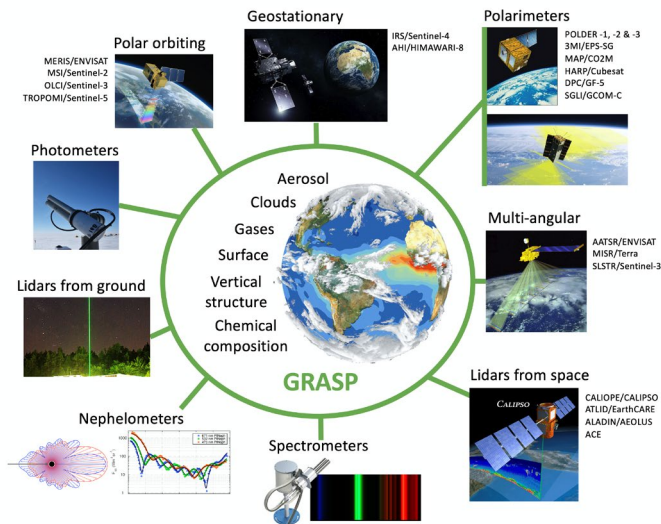 Geostationary
IRS/Sentinel-4
AHI/HIMAWARI-8
Polarimeters
POLDER -1, -2 & -3
3MI/EPS-SG
MAP/CO2M
HARP/Cubesat
DPC/GF-5
SGLI/GCOM-C
Polar orbiting
MERIS/ENVISAT
MSI/Sentinel-2
OLCI/Sentinel-3
TROPOMI/Sentinel-5
Photometers
Aerosol
Clouds
Gases
Surface
Vertical
structure
Chemical
composition
GRASP
Multi-angular
AATSR/ENVISAT
MISR/Terra
SLSTR/Sentinel-3
Lidars from ground
Lidars from space
CALIPSO
CALIOPE/CALIPSO
ATLID/EarthCARE
ALADIN/AEOLUS
ACE
Nephelometers
Spectrometers